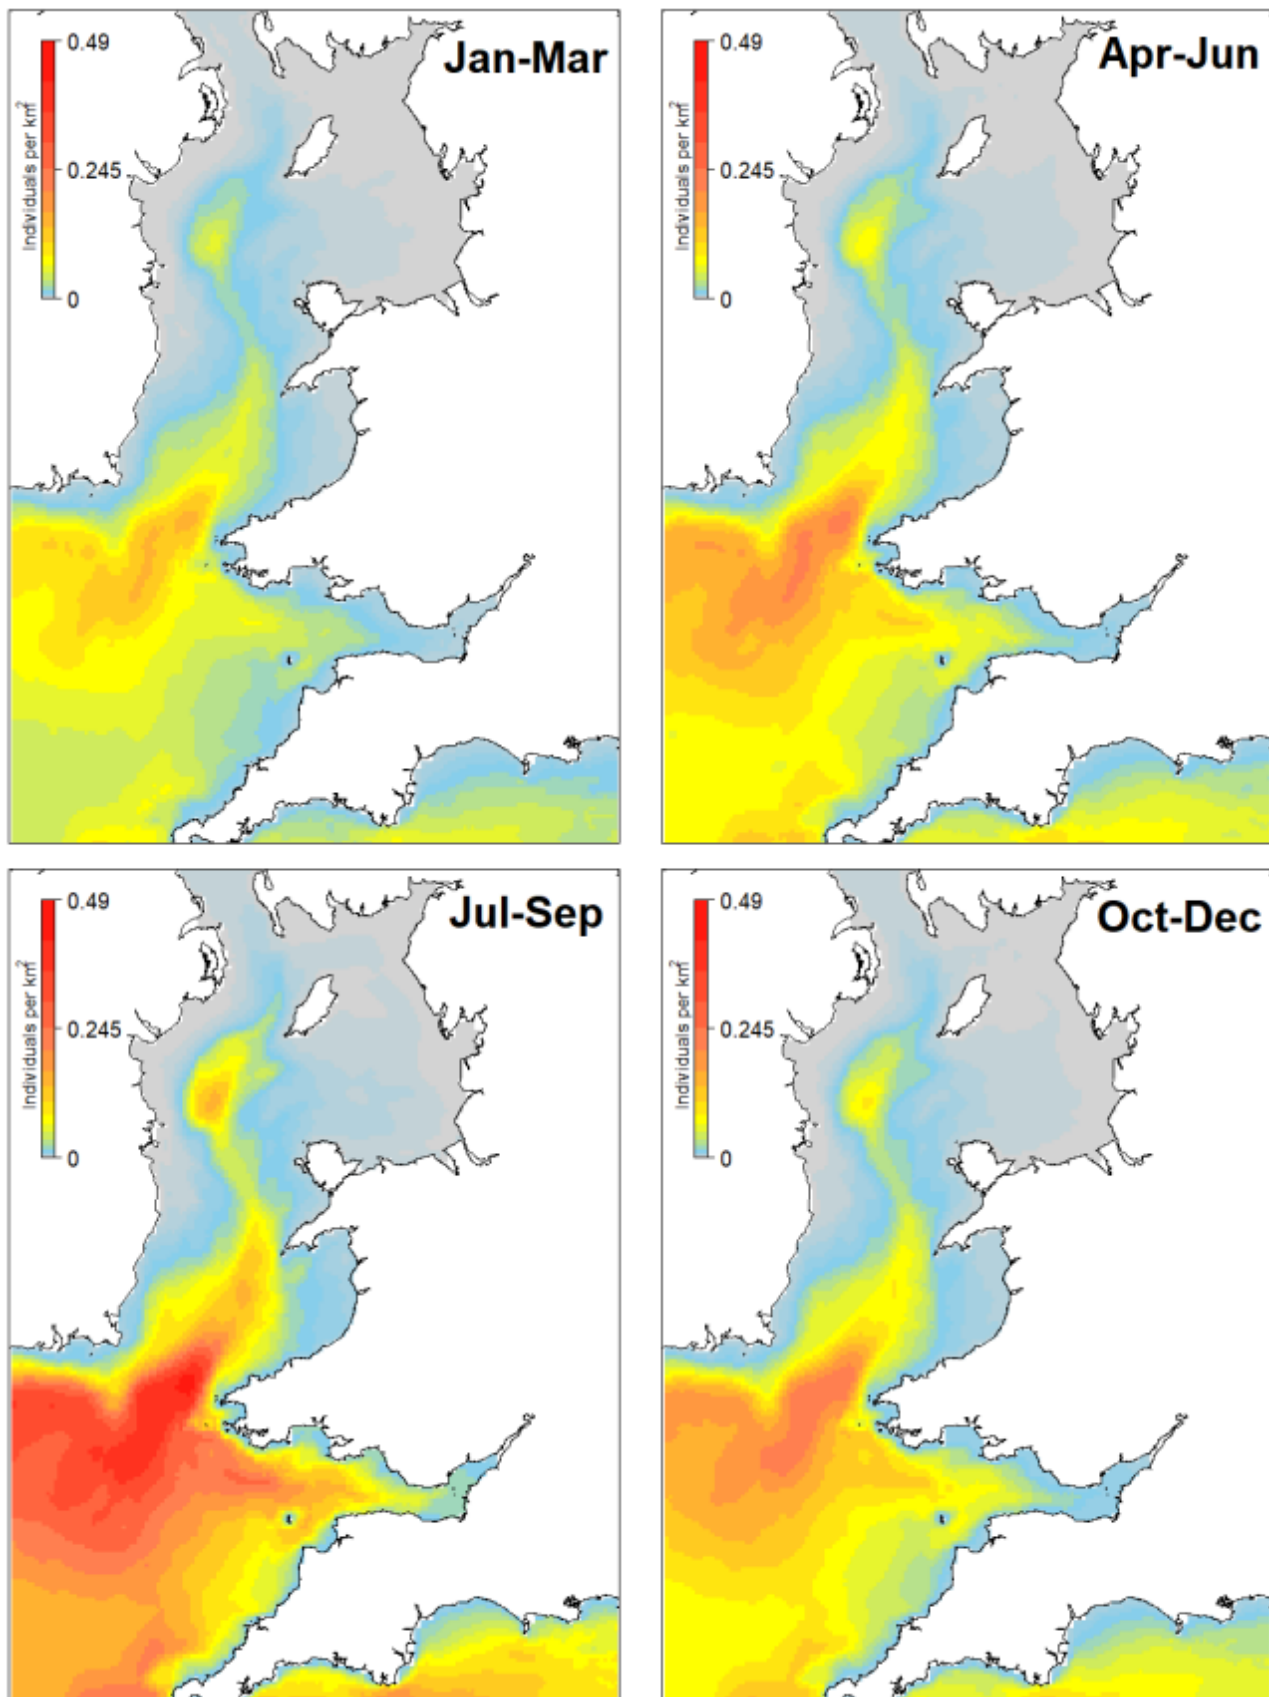 Jan-Mar
0.49
0.245
0
Individuals per km²
Apr-Jun
0.49
0.245
0
Individuals per km²
Jul-Sep
0.49
0.245
0
Individuals per km²
Oct-Dec
0.49
0.245
0
Individuals per km²